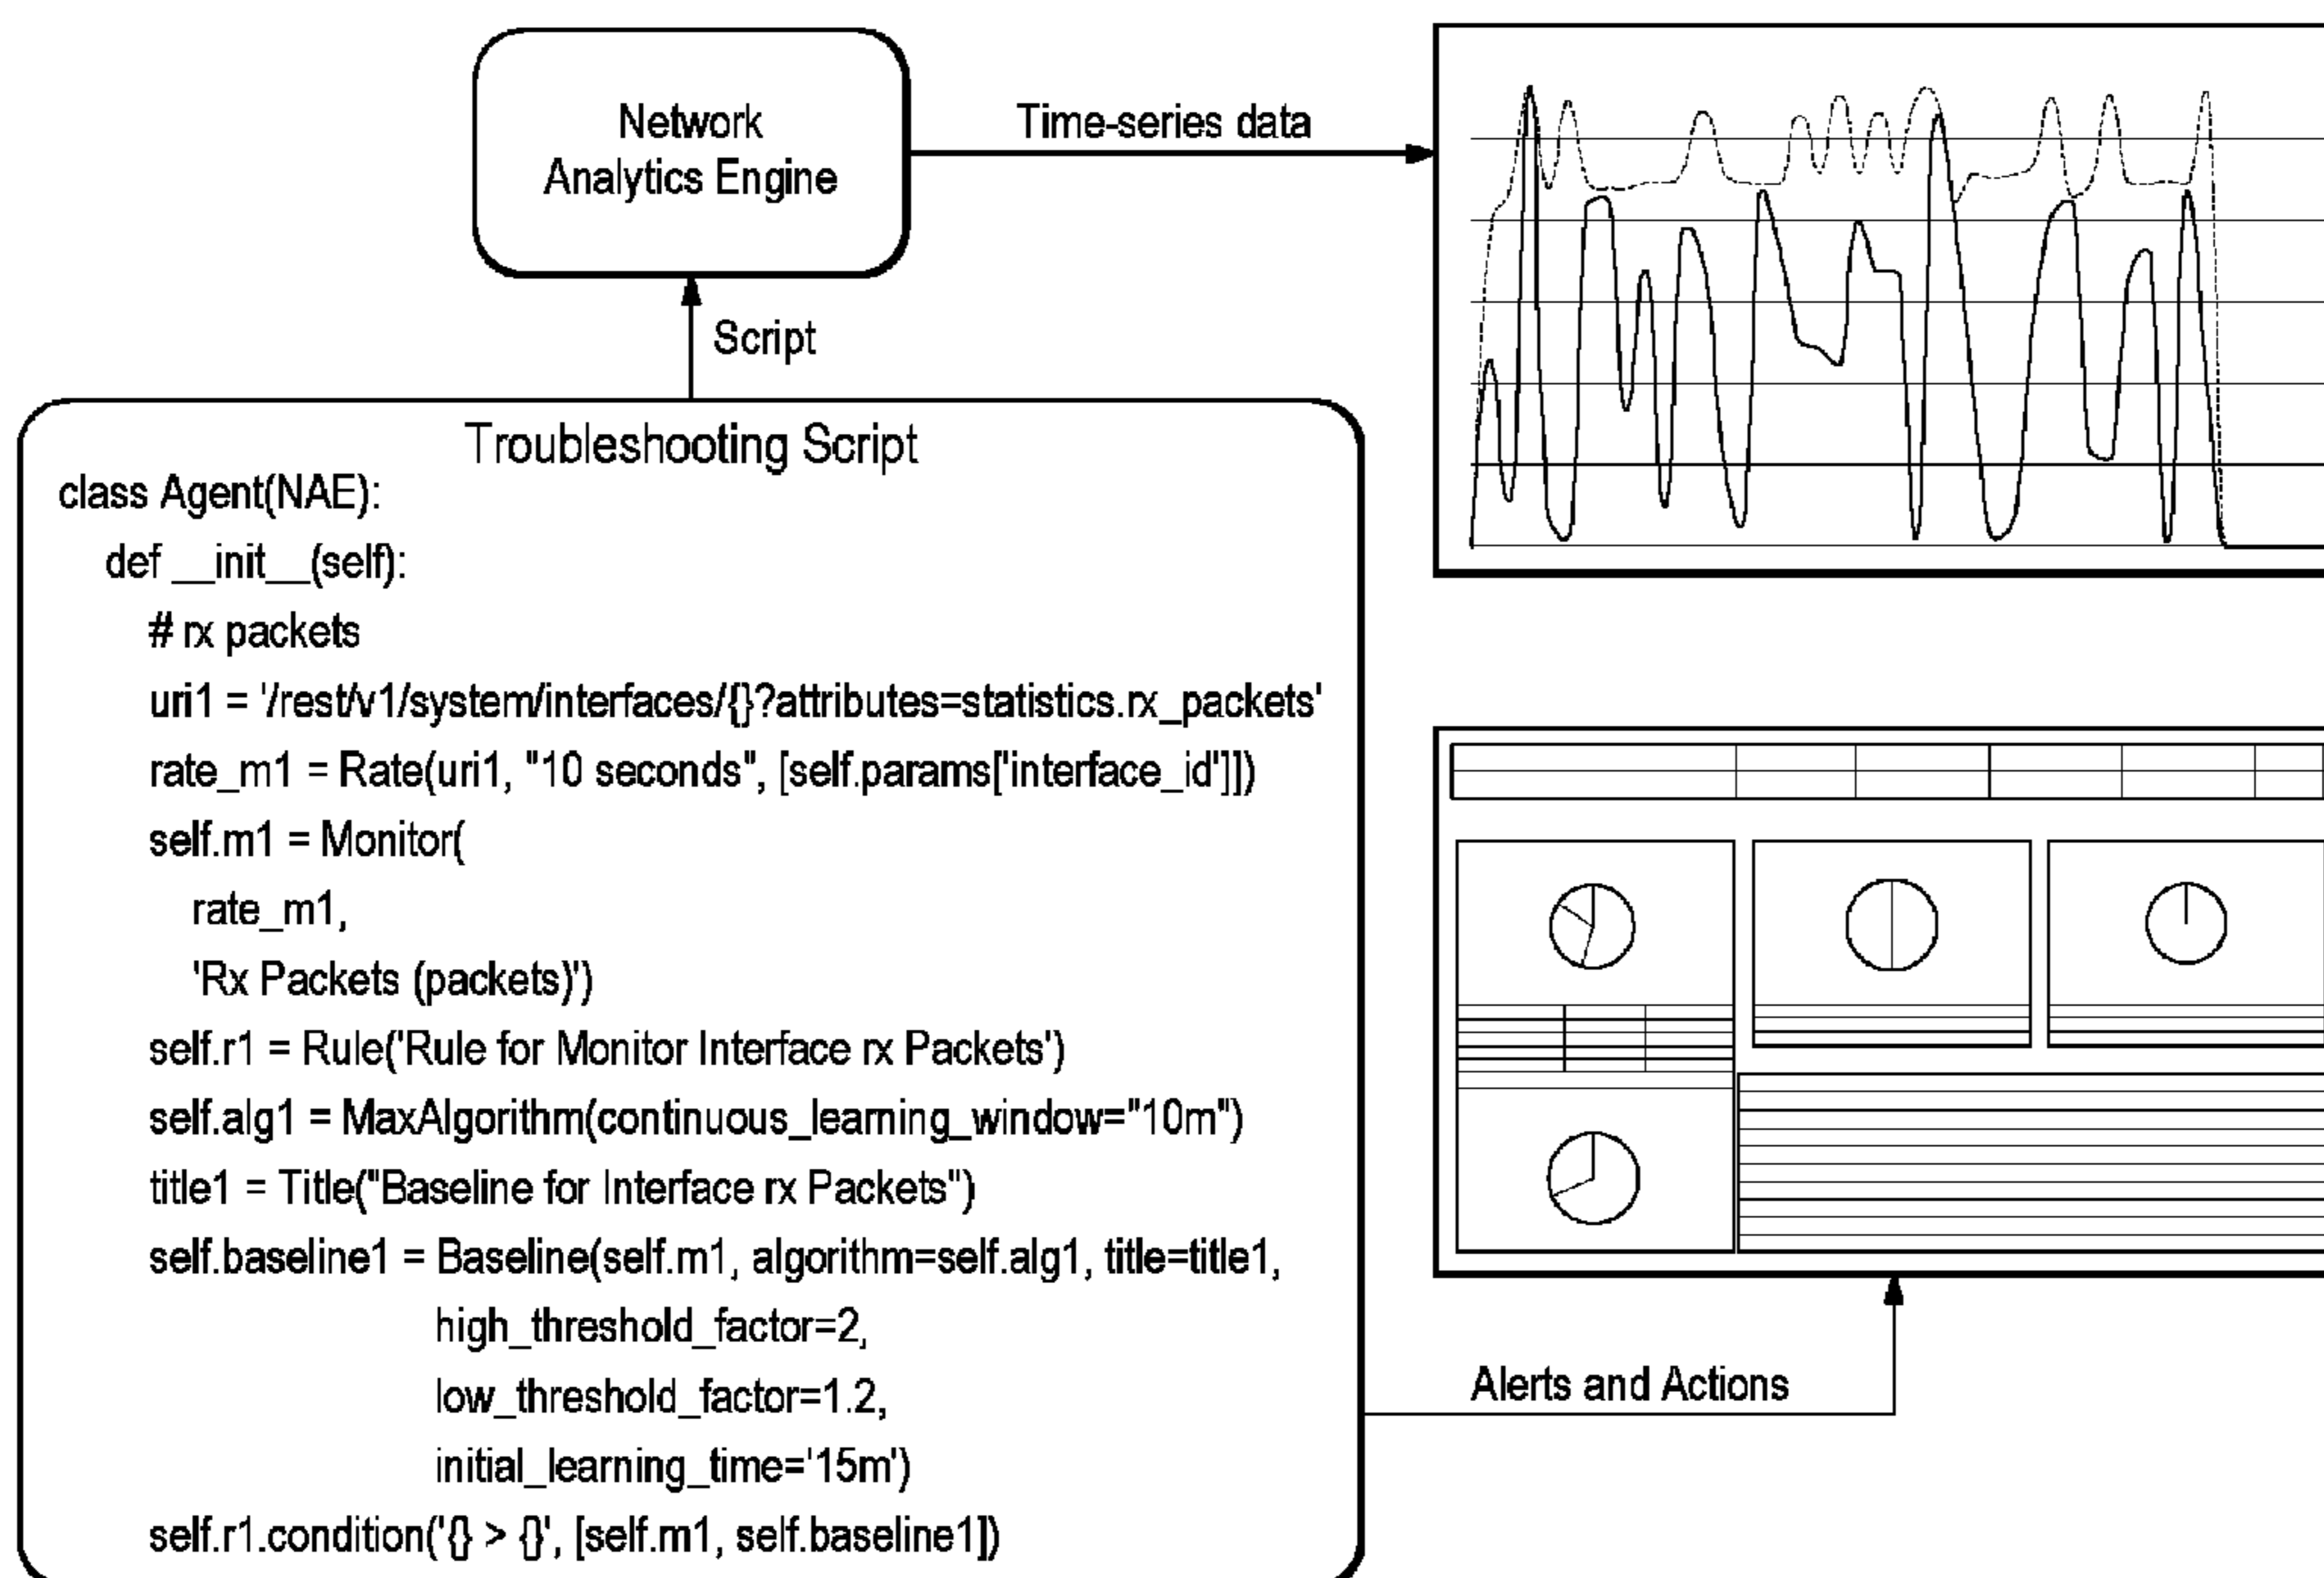 Network
Analytics Engine
Time-series data
Script
Troubleshooting Script
class Agent(NAE):
def __init__(self):
# rx packets
uri1 = '/rest/v1/system/interfaces/{}?attributes=statistics.rx_packets'
rate_m1 = Rate(uri1, "10 seconds", [self.params['interface_id']])
self.m1 = Monitor(
rate_m1,
'Rx Packets (packets)')
self.r1 = Rule('Rule for Monitor Interface rx Packets')
self.alg1 = MaxAlgorithm(continuous_learning_window="10m")
title1 = Title("Baseline for Interface rx Packets")
self.baseline1 = Baseline(self.m1, algorithm=self.alg1, title=title1,
high_threshold_factor=2,
low_threshold_factor=1.2,
initial_learning_time='15m')
self.r1.condition('{} > {}', [self.m1, self.baseline1])
Alerts and Actions